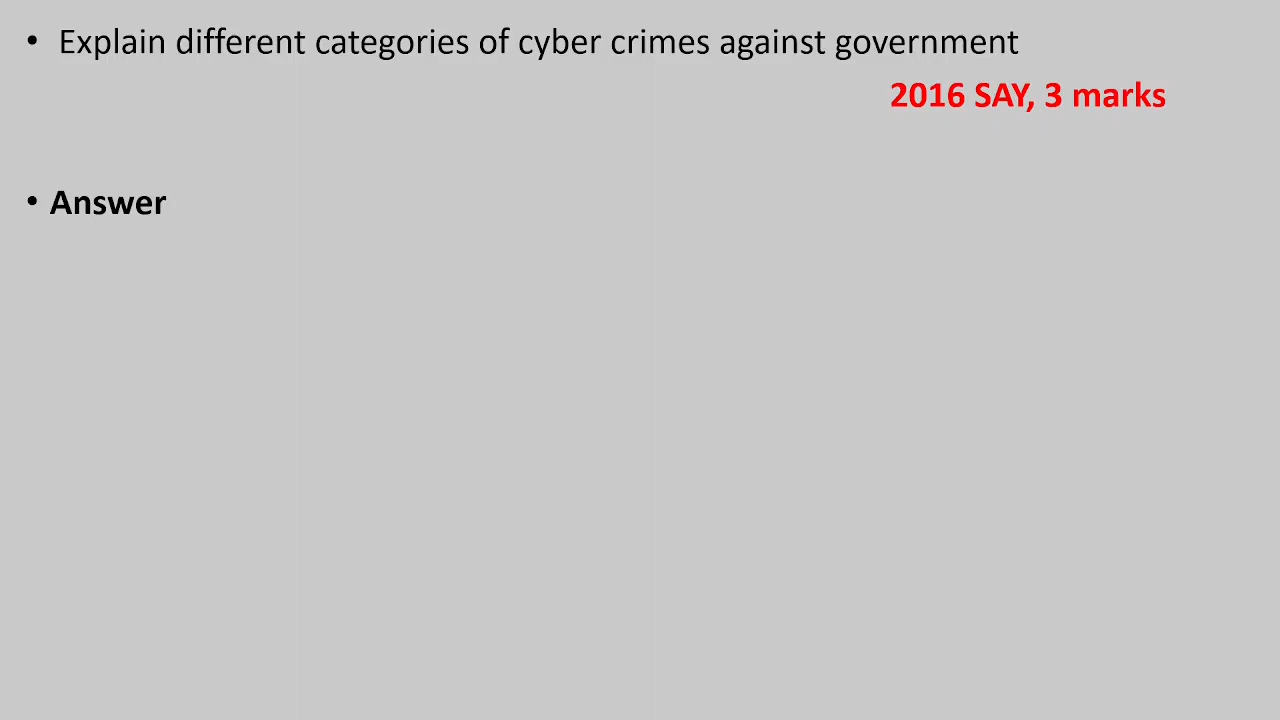 • Explain different categories of cyber crimes against government
2016 SAY, 3 marks
• Answer